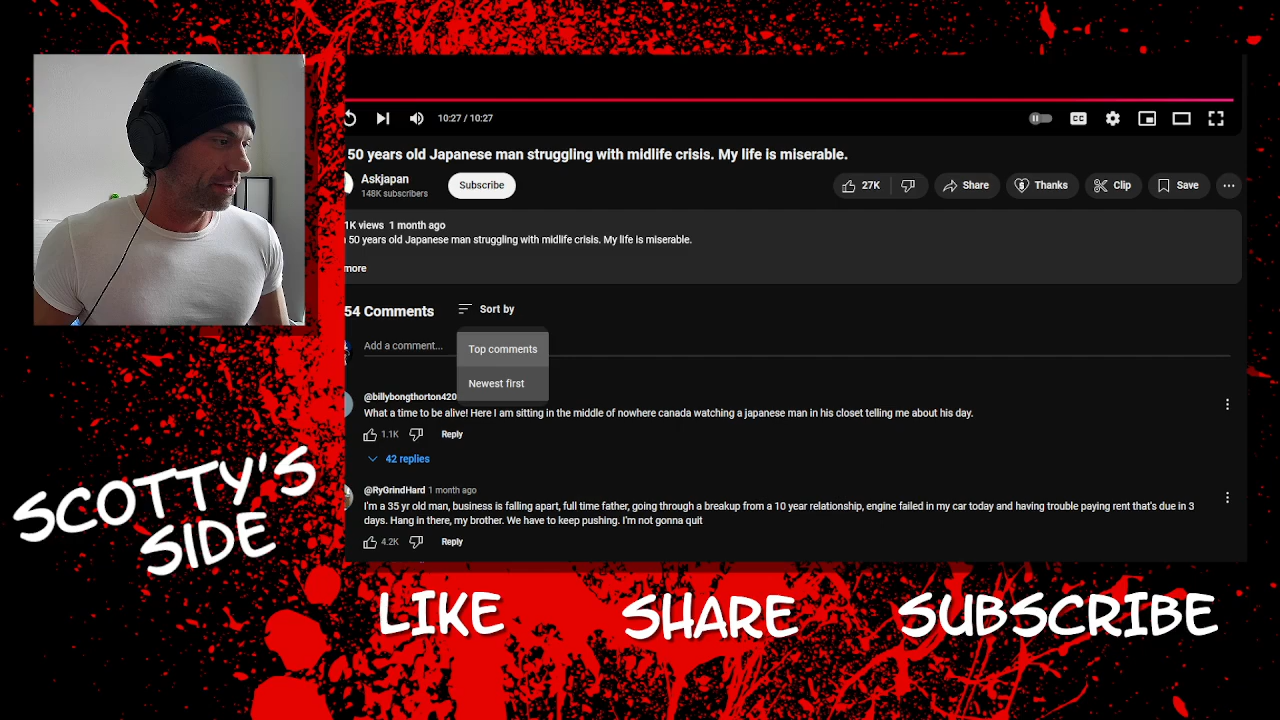 10:27 / 10:27
CC
50 years old Japanese man struggling with midlife crisis. My life is miserable.
Askjapan
148K subscribers
Subscribe
27K
Share
Thanks
Clip
Save
1K views 1 month ago
50 years old Japanese man struggling with midlife crisis. My life is miserable.
more
54 Comments
Sort by
Top comments
Newest first
Add a comment...
@billybongthorton420
What a time to be alive! Here I am sitting in the middle of nowhere canada watching a japanese man in his closet telling me about his day.
1.1K
Reply
42 replies
@RyGrindHard 1 month ago
I'm a 35 yr old man, business is falling apart, full time father, going through a breakup from a 10 year relationship, engine failed in my car today and having trouble paying rent that's due in 3
days. Hang in there, my brother. We have to keep pushing. I'm not gonna quit
4.2K
Reply
SCOTTY'S
SIDE
LIKE
SHARE
SUBSCRIBE